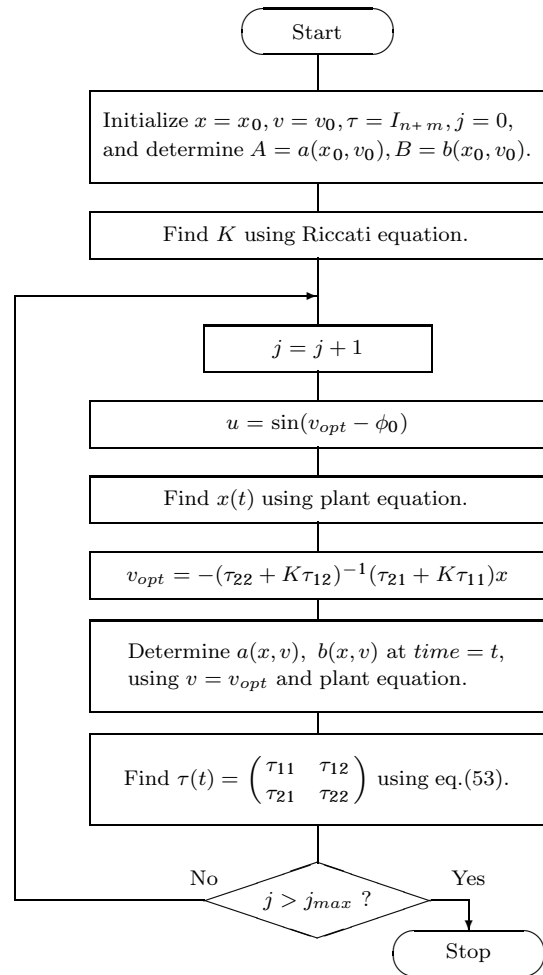 Start
Initialize x = x₀, v = v₀, τ = Iₙ₊ₘ, j = 0,
and determine A = a(x₀, v₀), B = b(x₀, v₀).
Find K using Riccati equation.
j = j + 1
u = sin(v_{opt} − ϕ₀)
Find x(t) using plant equation.
v_{opt} = −(τ₂₂ + Kτ₁₂)⁻¹(τ₂₁ + Kτ₁₁)x
Determine a(x, v), b(x, v) at time = t,
using v = v_{opt} and plant equation.
Find τ(t) = ( τ₁₁ τ₁₂
τ₂₁ τ₂₂ ) using eq.(53).
No
j > j_{max} ?
Yes
Stop